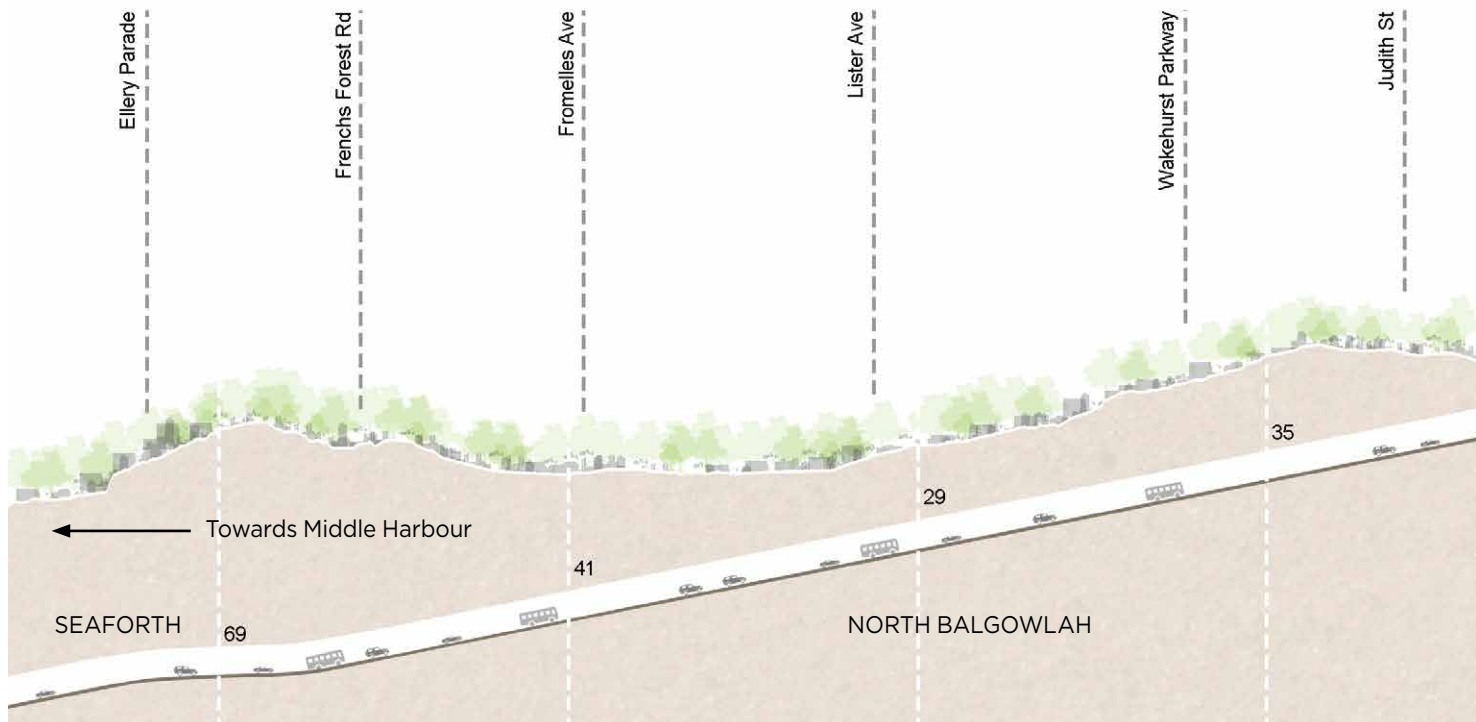 Ellery Parade
Frenchs Forest Rd
Fromelles Ave
Lister Ave
Wakehurst Parkway
Judith St
35
29
Towards Middle Harbour
41
SEAFORTH
69
NORTH BALGOWLAH